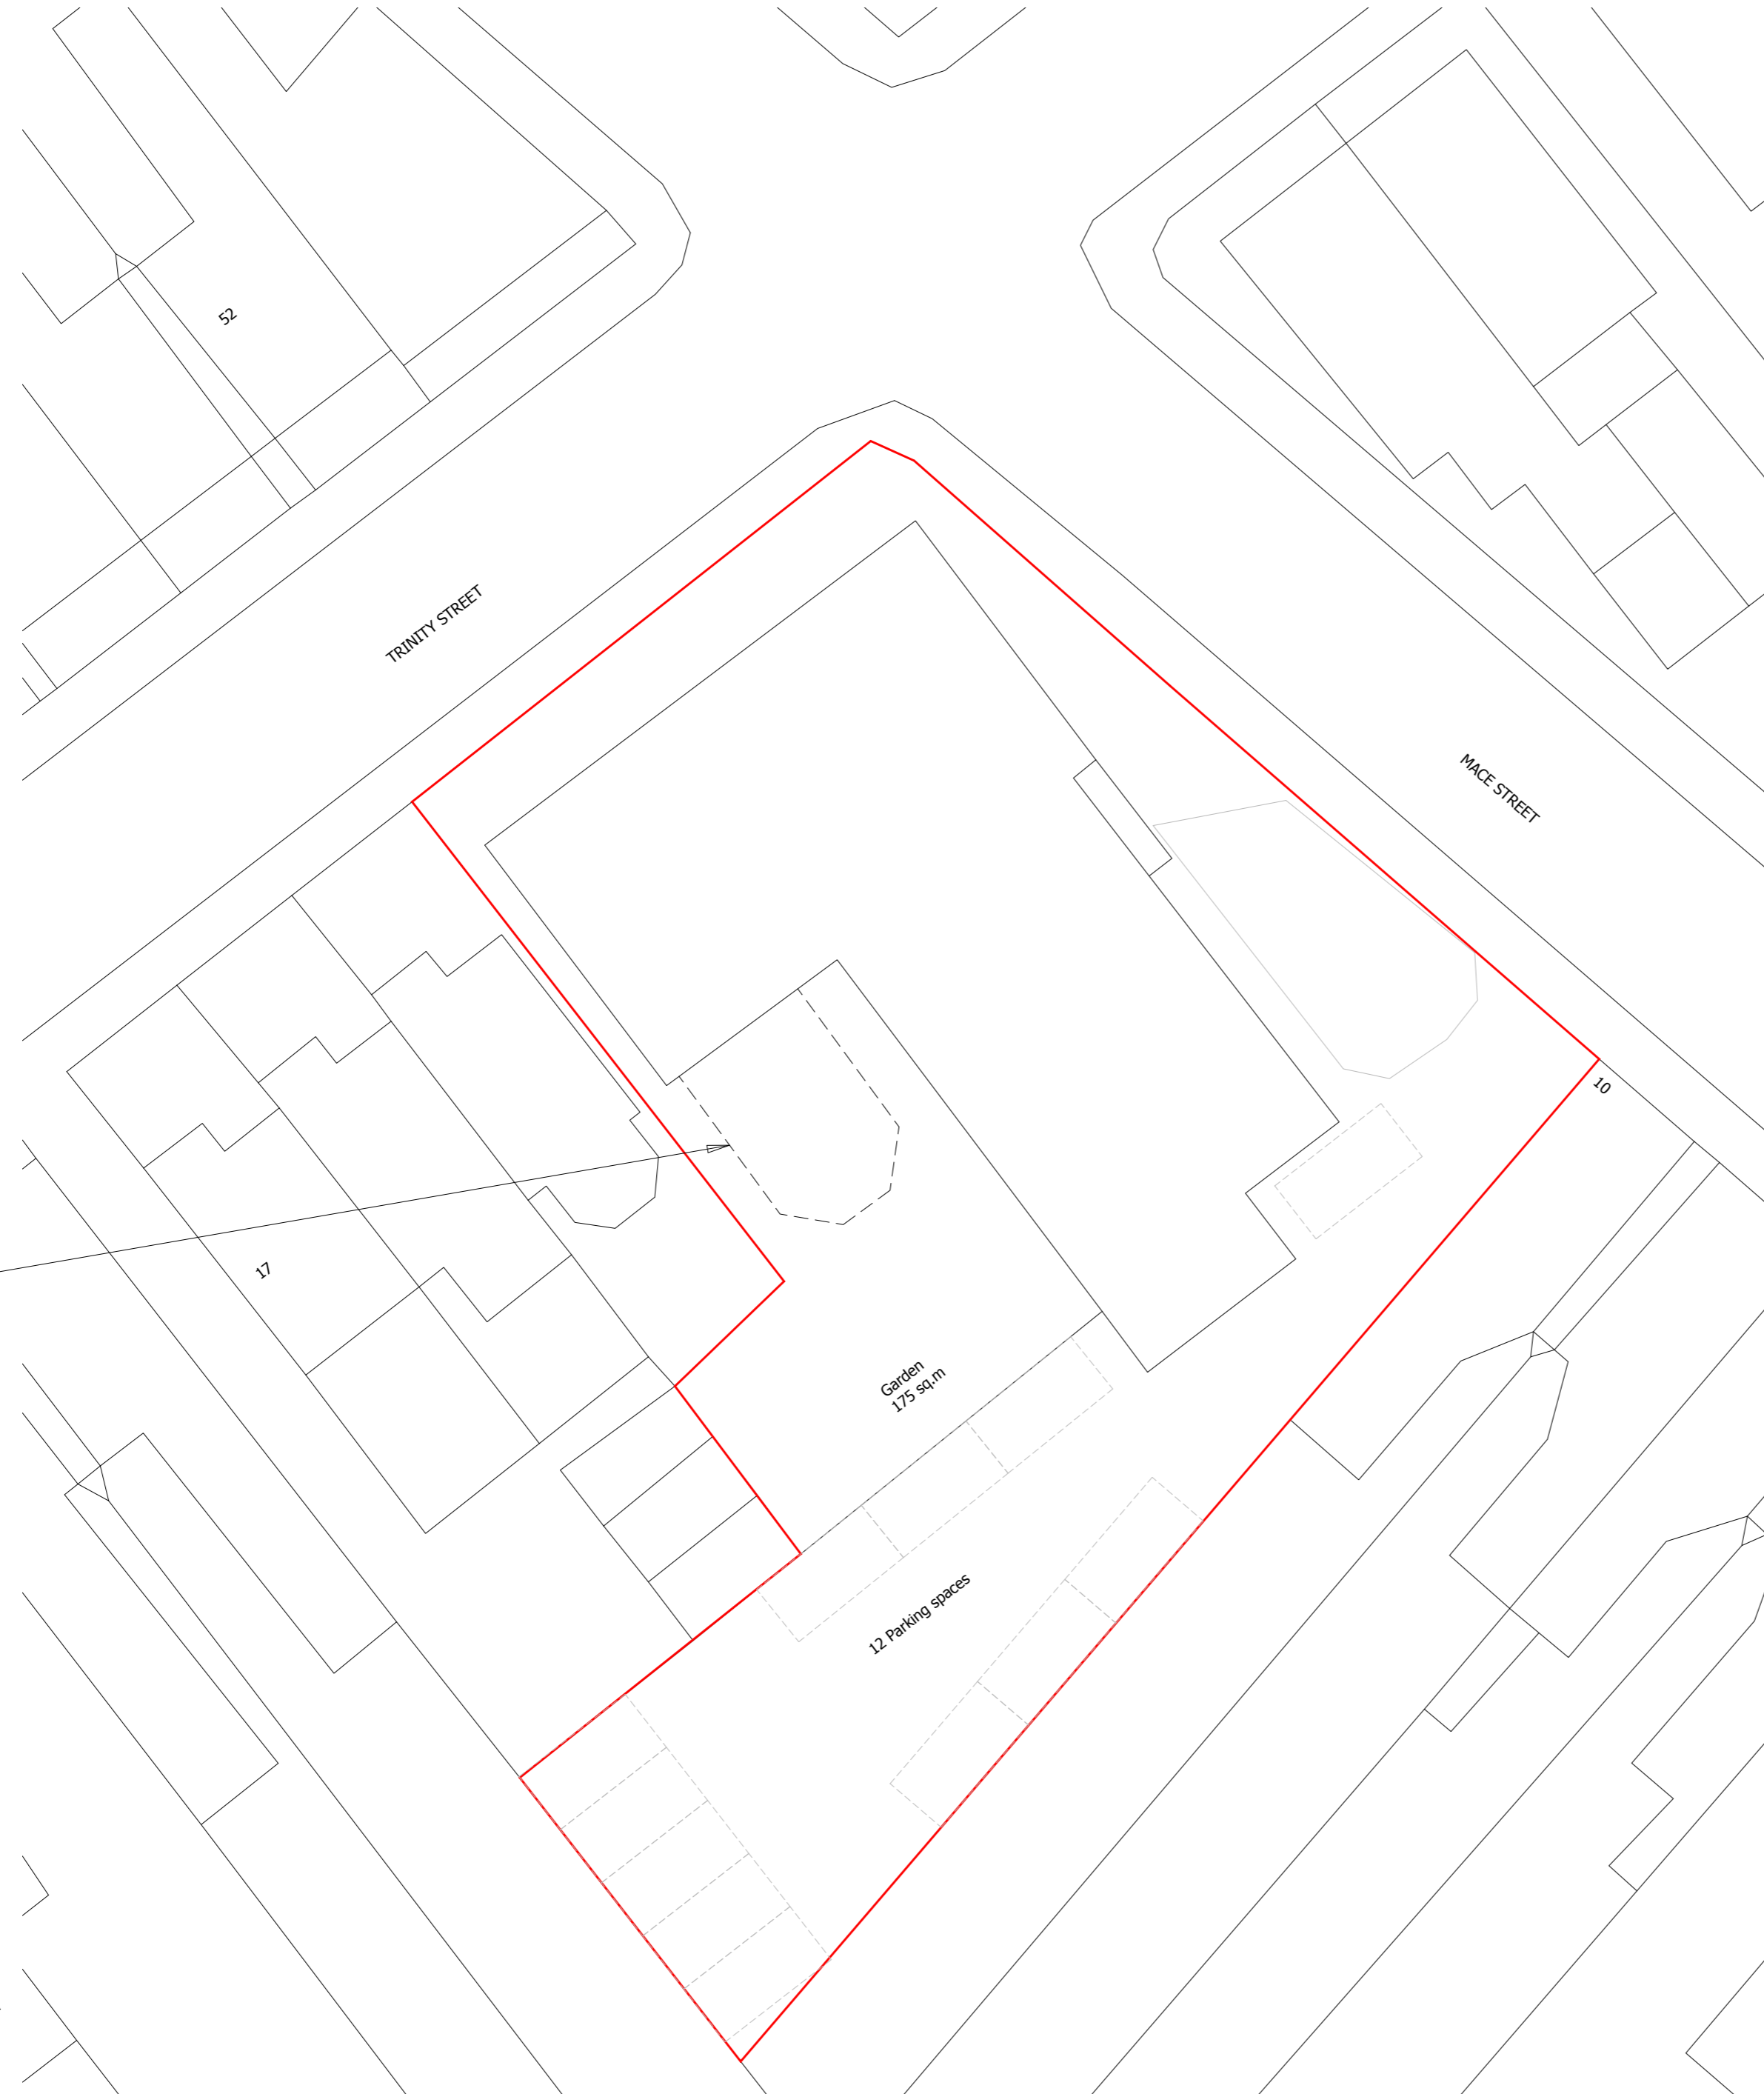 52
TRINITY STREET
MACE STREET
10
17
Garden
175 sq.m
12 Parking spaces